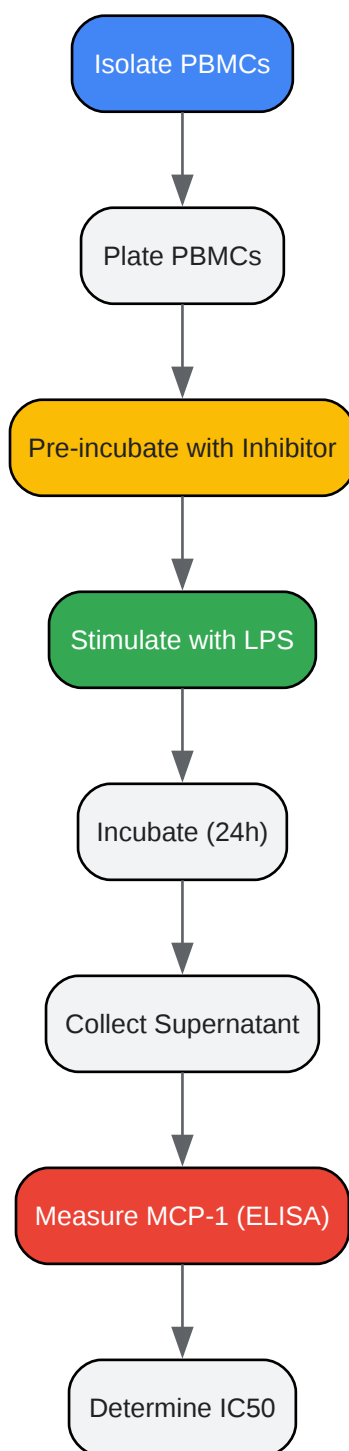 Isolate PBMCs
Plate PBMCs
Pre-incubate with Inhibitor
Stimulate with LPS
Incubate (24h)
Collect Supernatant
Measure MCP-1 (ELISA)
Determine IC50